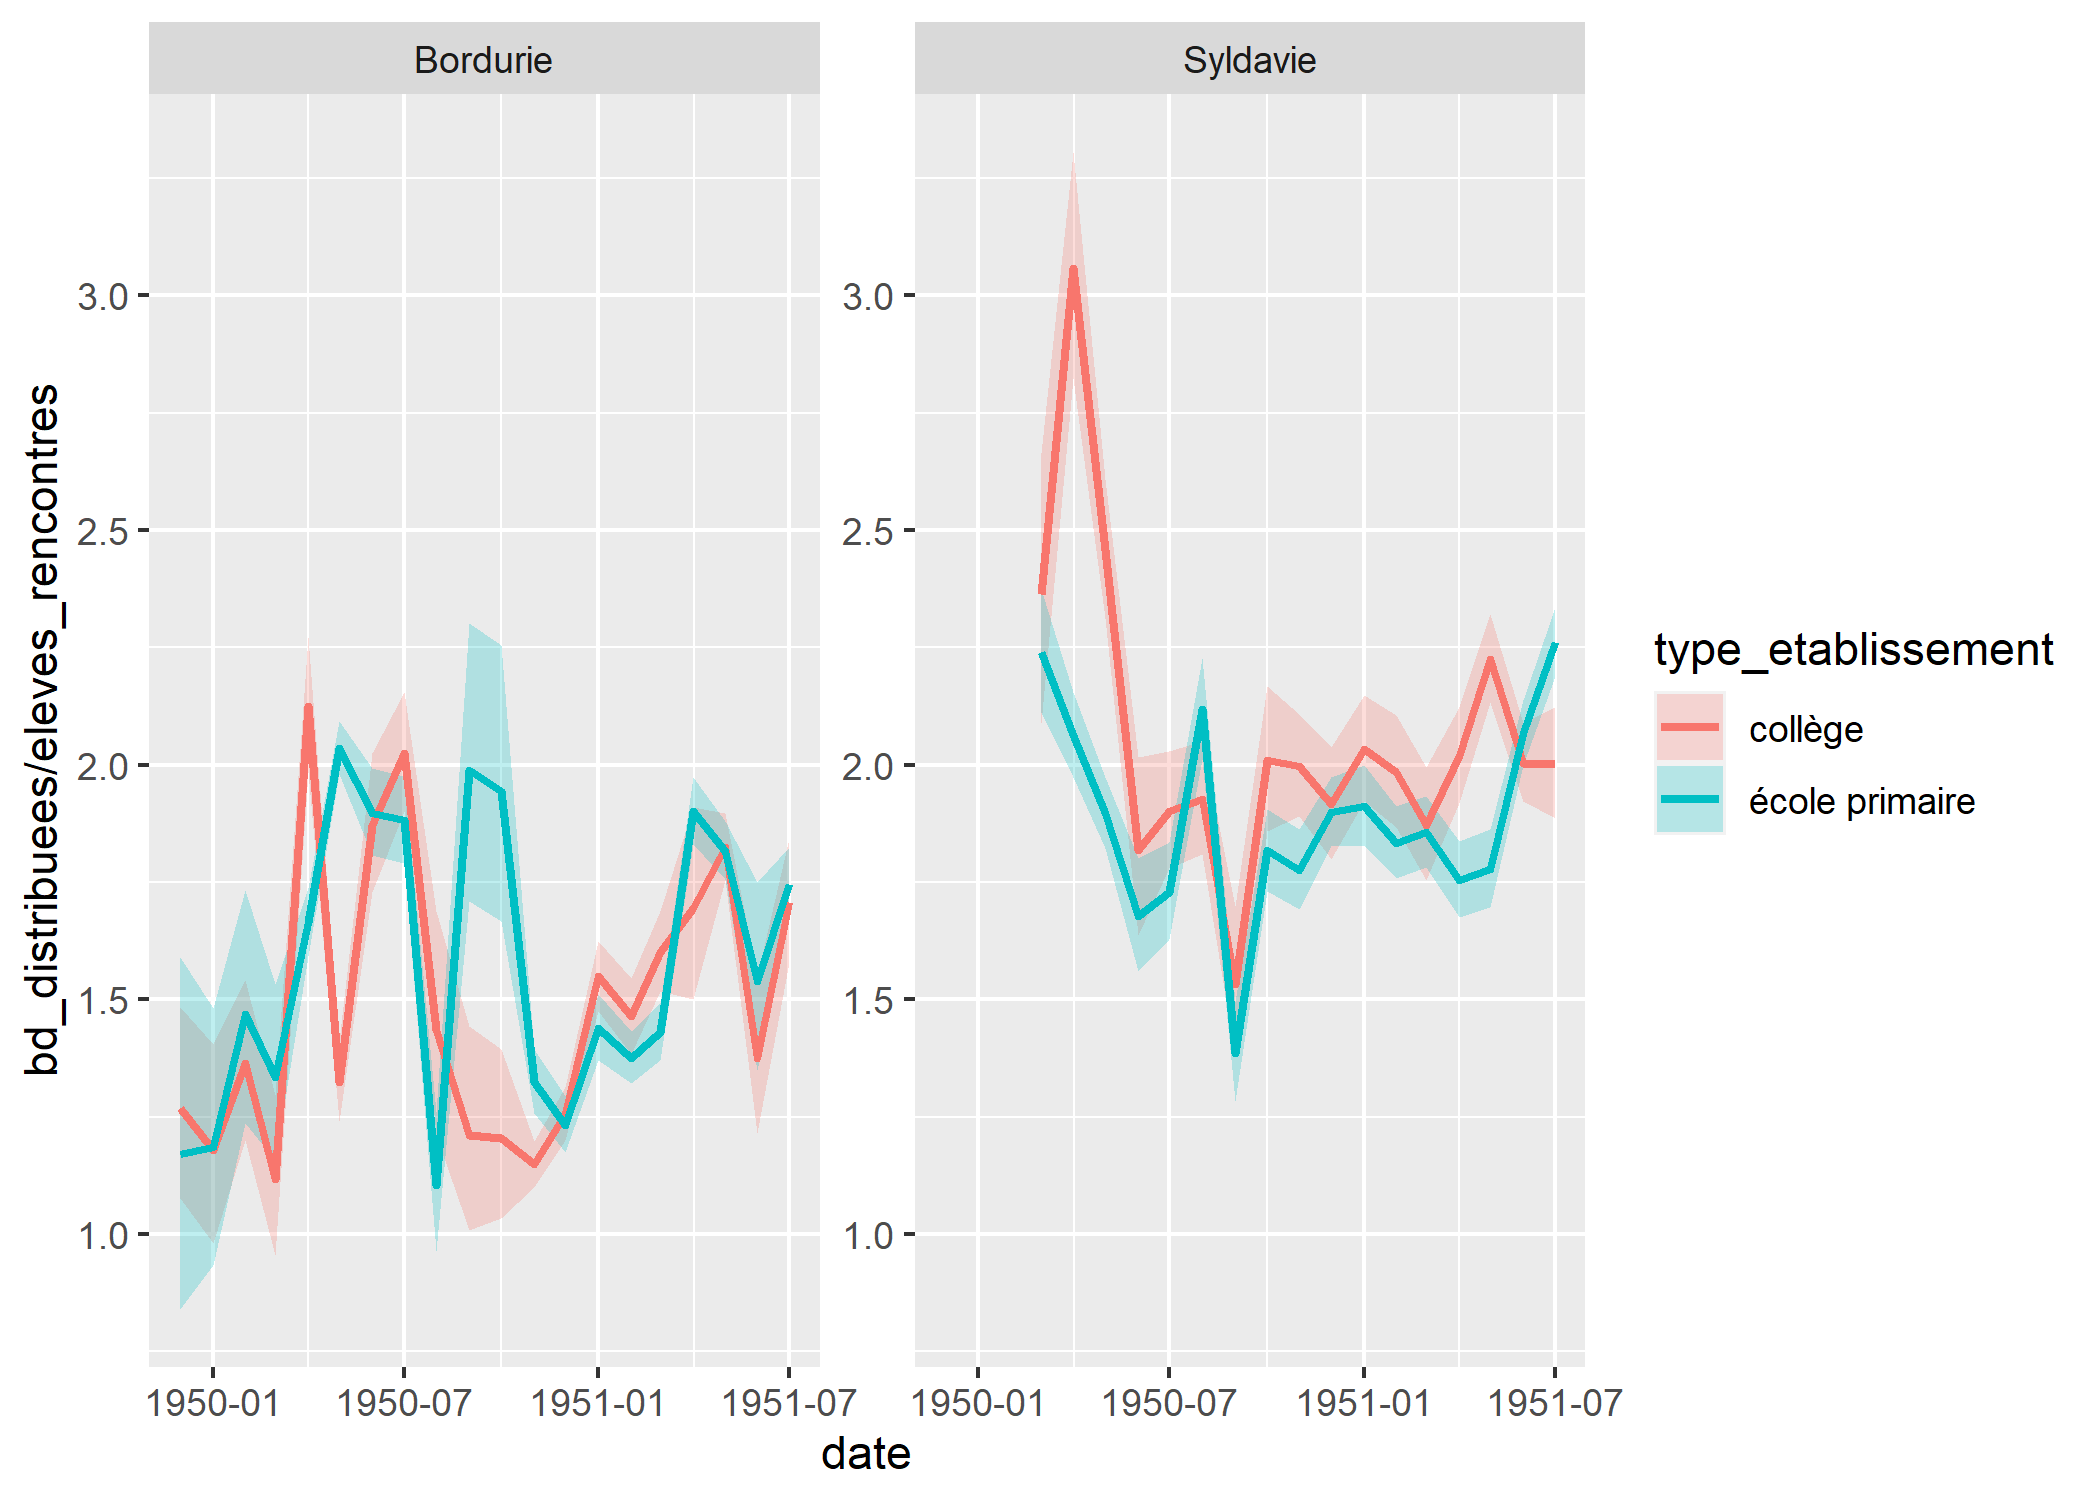 Bordurie
Syldavie
bd_distribuees/eleves_rencontres
3.0
2.5
2.0
1.5
1.0
3.0
2.5
2.0
1.5
1.0
1950-01 1950-07 1951-01 1951-07
1950-01 1950-07 1951-01 1951-07
date
type_etablissement
collège
école primaire